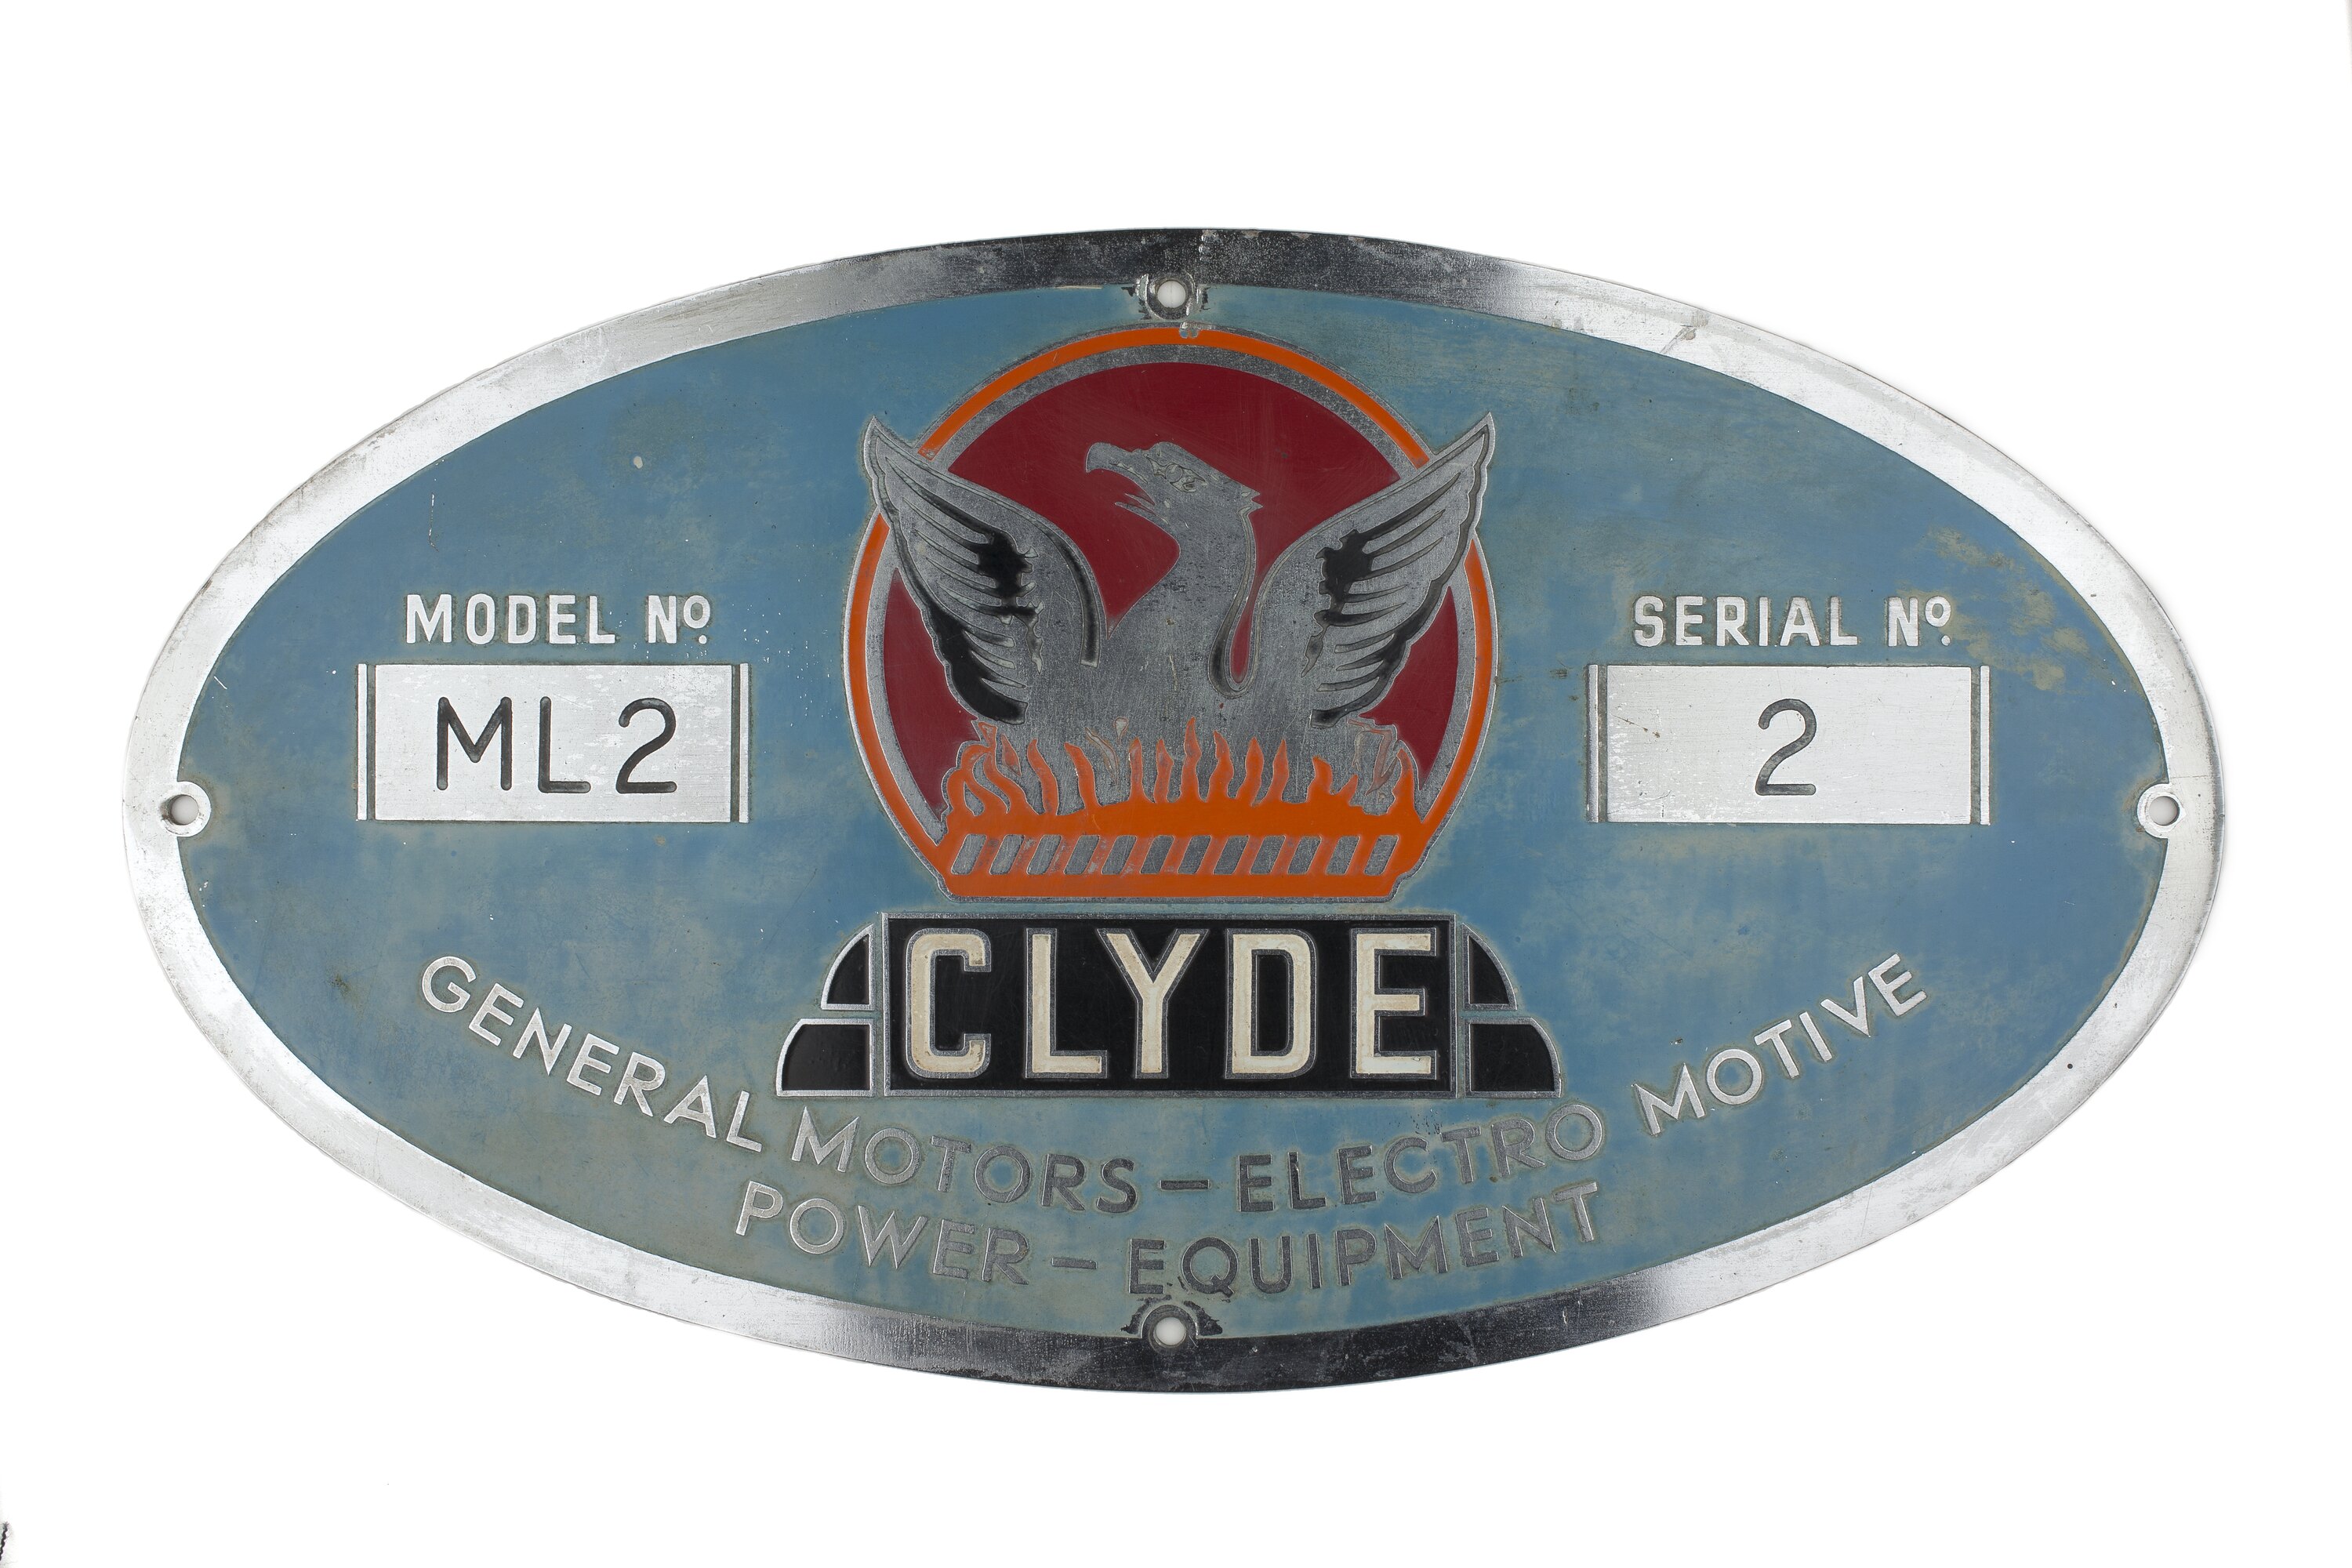 MODEL Nº
ML2
SERIAL Nº
2
CLYDE
GENERAL MOTORS – ELECTRO MOTIVE
POWER – EQUIPMENT